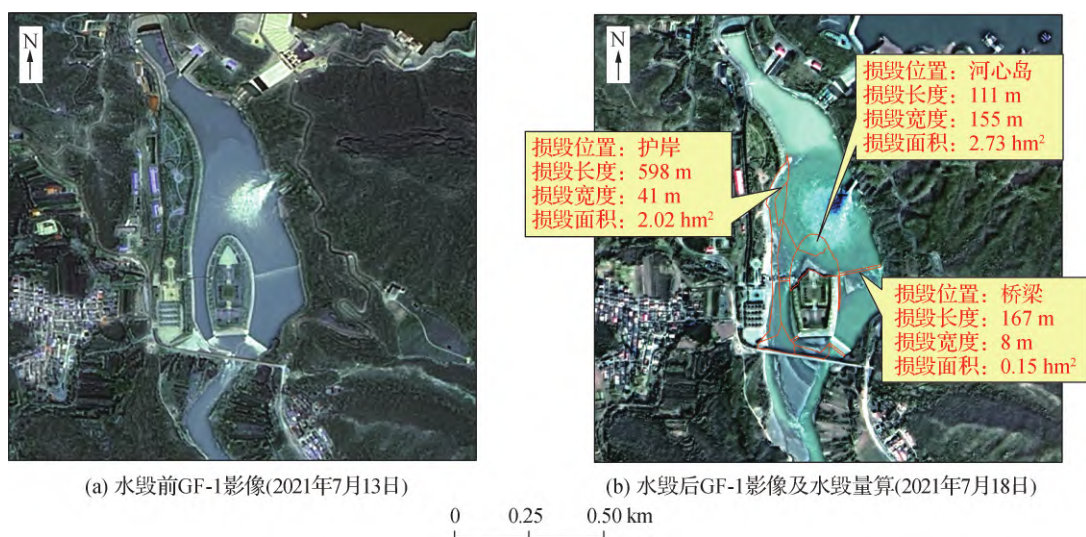 N
N
损毁位置：河心岛
损毁长度：111 m
损毁宽度：155 m
损毁面积：2.73 hm²
损毁位置：护岸
损毁长度：598 m
损毁宽度：41 m
损毁面积：2.02 hm²
损毁位置：桥梁
损毁长度：167 m
损毁宽度：8 m
损毁面积：0.15 hm²
(a) 水毁前GF-1影像(2021年7月13日)
(b) 水毁后GF-1影像及水毁量算(2021年7月18日)
0 0.25 0.50 km